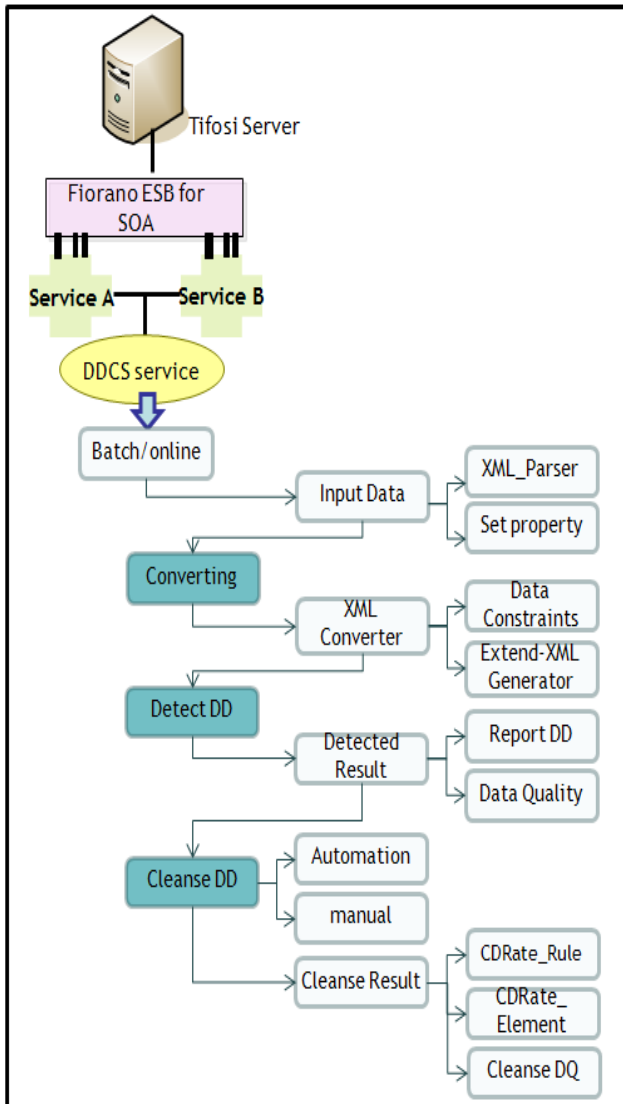 Tifosi Server
Fiorano ESB for
SOA
Service A
Service B
DDCS service
Batch/online
Input Data
XML_Parser
Set property
Converting
XML
Converter
Data
Constraints
Extend-XML
Generator
Detect DD
Detected
Result
Report DD
Data Quality
Cleanse DD
Automation
manual
Cleanse Result
CDRate_Rule
CDRate_
Element
Cleanse DQ